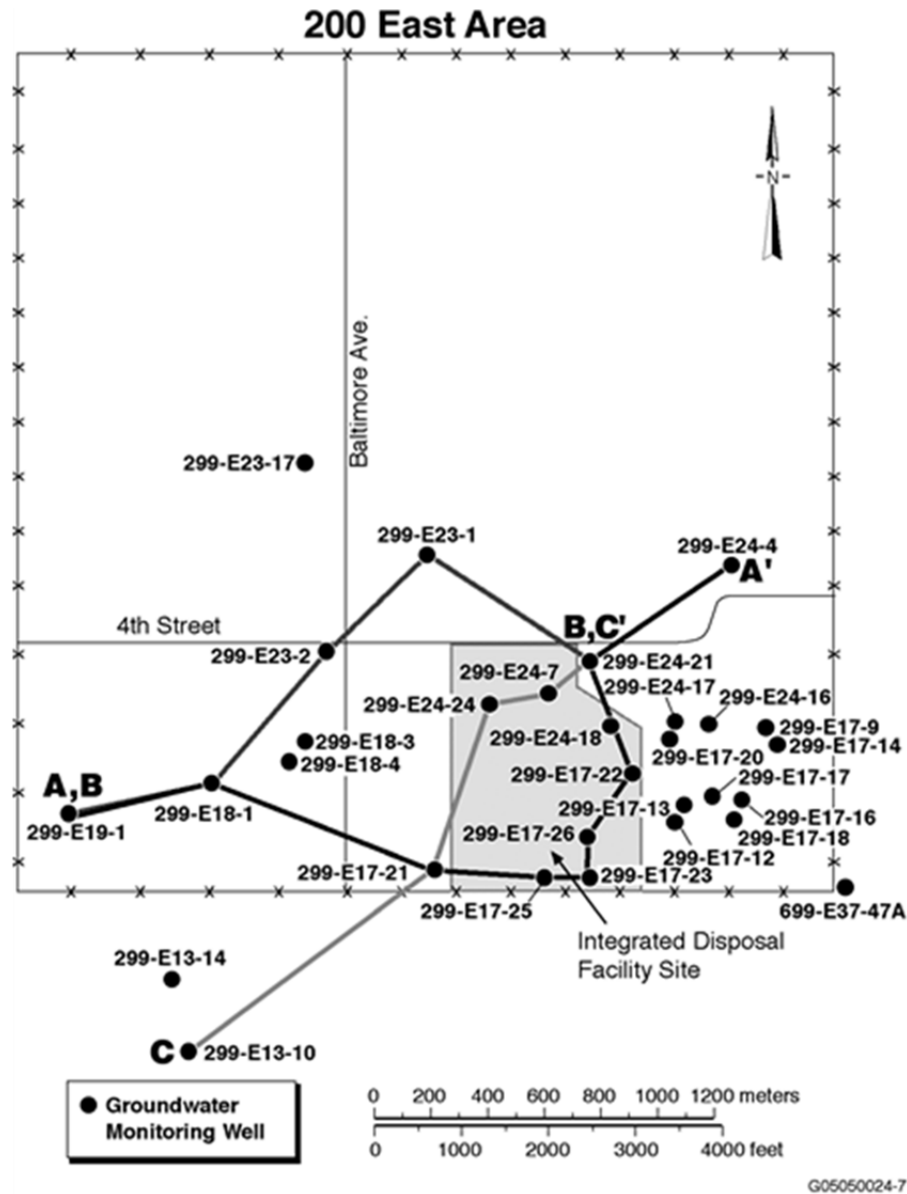 200 East Area
N
Baltimore Ave.
299-E23-17
299-E23-1
299-E24-4
A'
4th Street
B,C'
299-E23-2
299-E24-21
299-E24-7
299-E24-17
299-E24-16
299-E24-24
299-E17-9
299-E18-3
299-E24-18
299-E17-14
299-E17-20
299-E18-4
299-E17-22
299-E17-17
A,B
299-E18-1
299-E17-13
299-E17-16
299-E19-1
299-E17-26
299-E17-18
299-E17-12
299-E17-21
299-E17-23
299-E17-25
699-E37-47A
Integrated Disposal
Facility Site
299-E13-14
C
299-E13-10
Groundwater
Monitoring Well
0 200 400 600 800 1000 1200 meters
0 1000 2000 3000 4000 feet
G05050024-7